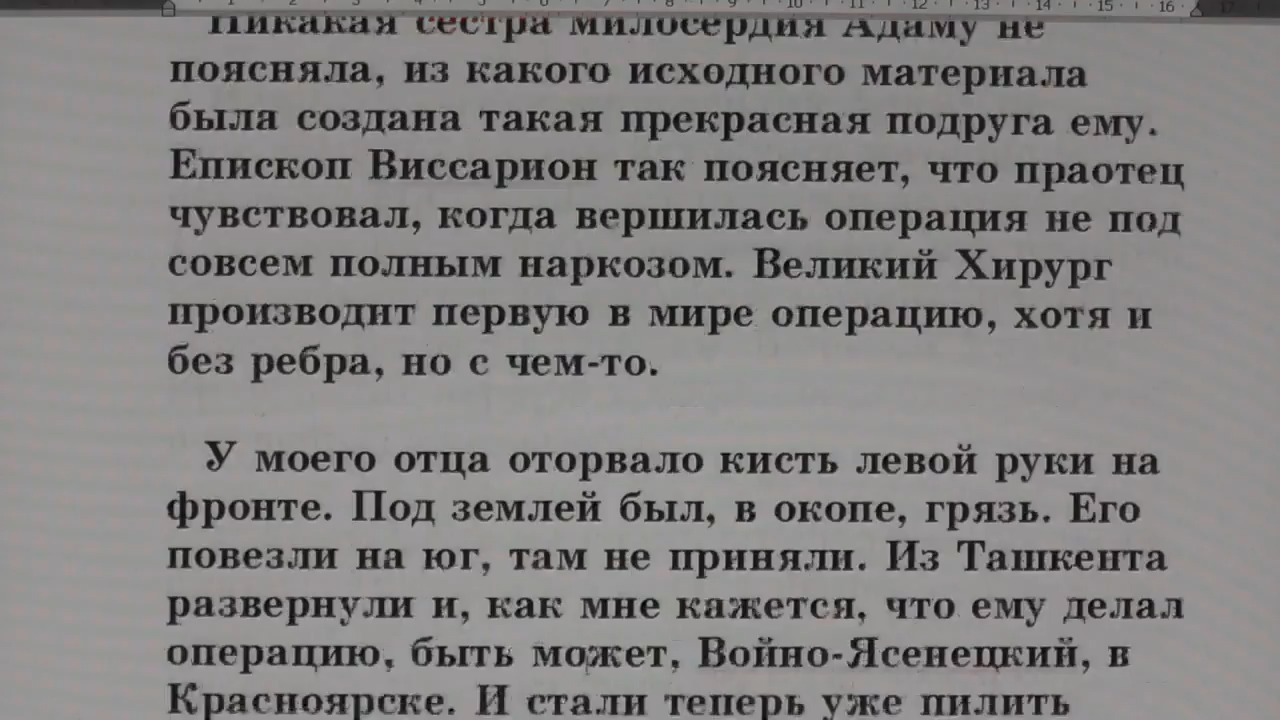 Никакая сестра милосердия Адаму не
поясняла, из какого исходного материала
была создана такая прекрасная подруга ему.
Епископ Виссарион так поясняет, что праотец
чувствовал, когда вершилась операция не под
совсем полным наркозом. Великий Хирург
производит первую в мире операцию, хотя и
без ребра, но с чем-то.
У моего отца оторвало кисть левой руки на
фронте. Под землей был, в окопе, грязь. Его
повезли на юг, там не приняли. Из Ташкента
развернули и, как мне кажется, что ему делал
операцию, быть может, Войно-Ясенецкий, в
Красноярске. И стали теперь уже пилить